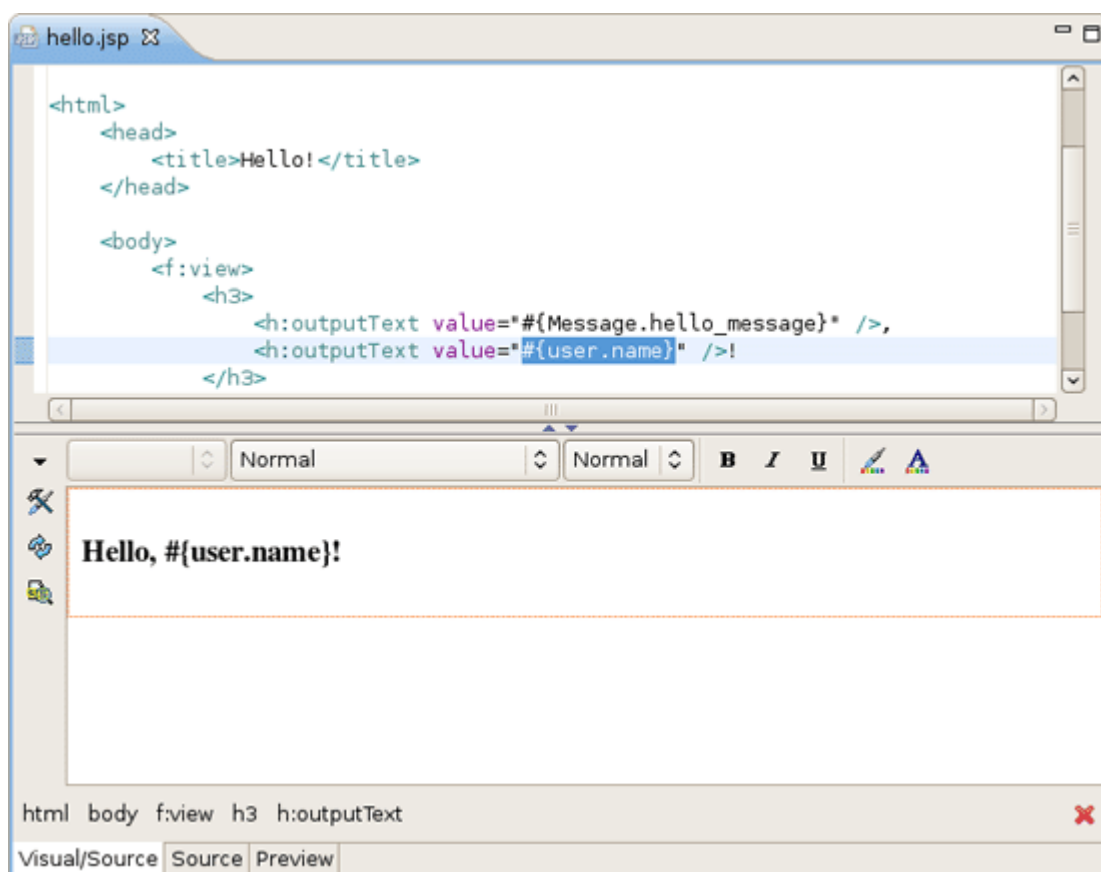 hello.jsp
<html>
<head>
<title>Hello!</title>
</head>
<body>
<f:view>
<h3>
<h:outputText value="#{Message.hello_message}" />,
<h:outputText value="#{user.name}" />!
</h3>
Normal Normal B I U A
Hello, #{user.name}!
html body f:view h3 h:outputText
Visual/Source Source Preview